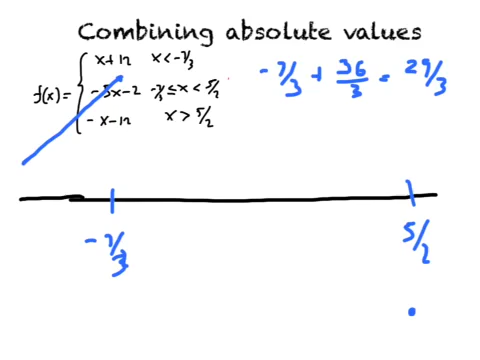 Combining absolute values
x+12 x<-7/3
f(x)= -5x-2 -7/3≤x<5/2
-x-12 x>5/2
-7/3 + 36/3 = 29/3
-7/3 5/2